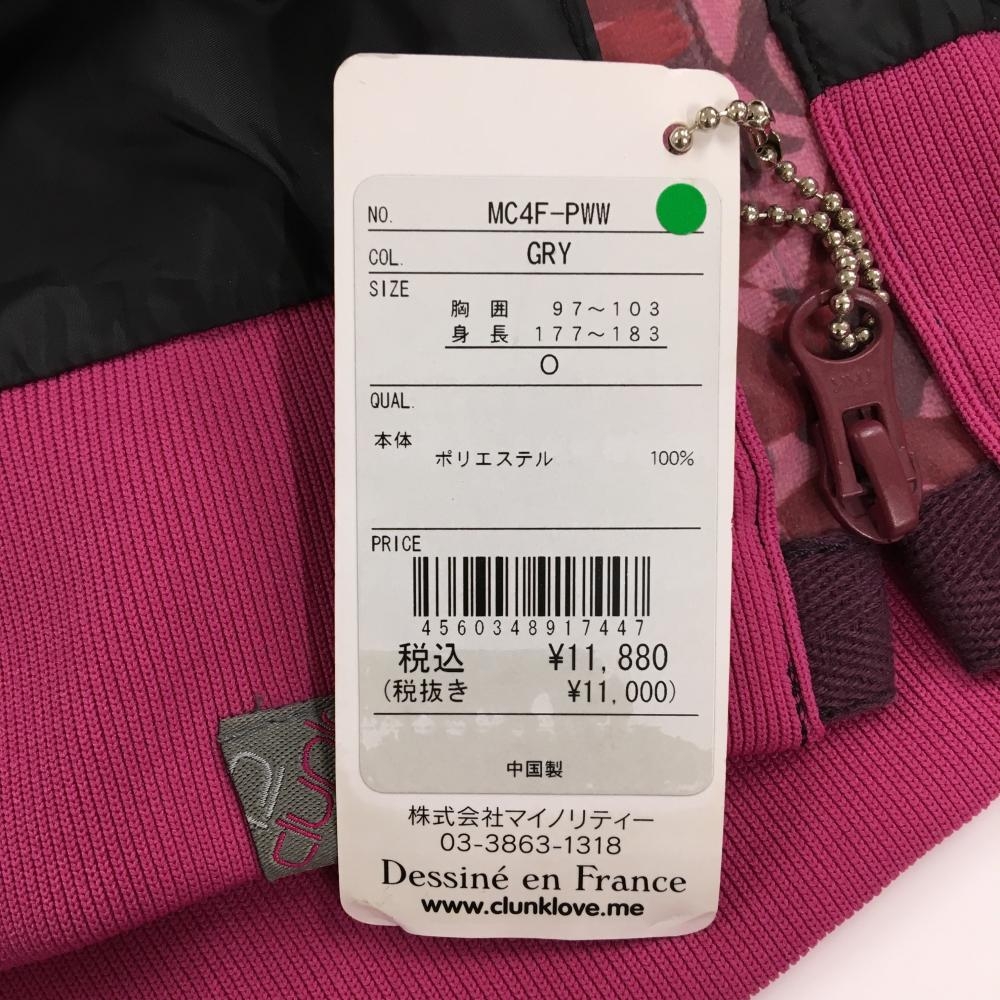 NO. MC4F-PWW
COL. GRY
SIZE
胸 囲 97～103
身 長 177～183
O
QUAL.
本体
ポリエステル 100%
PRICE
4560348917447
税込 ¥11,880
(税抜き ¥11,000)
中国製
株式会社マイノリティー
03-3863-1318
Dessiné en France
www.clunklove.me